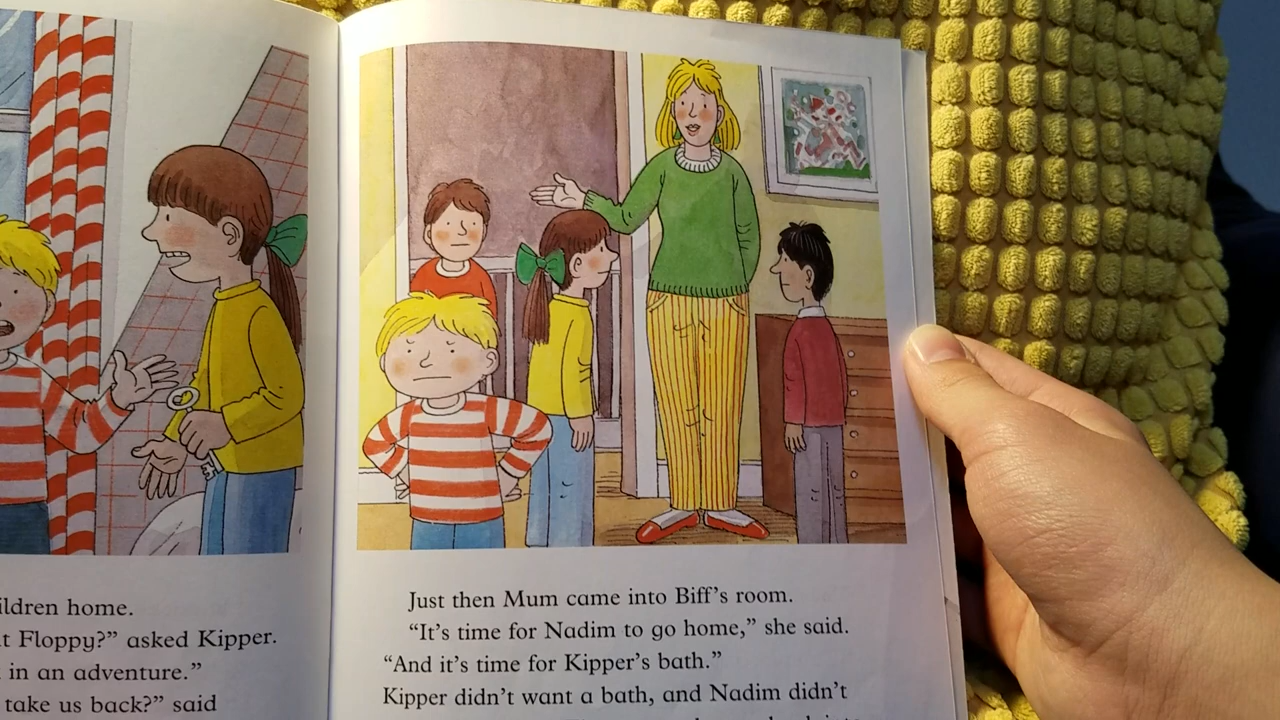 ildren home.
t Floppy?” asked Kipper.
in an adventure.”
take us back?” said
Just then Mum came into Biff’s room.
“It’s time for Nadim to go home,” she said.
“And it’s time for Kipper’s bath.”
Kipper didn’t want a bath, and Nadim didn’t